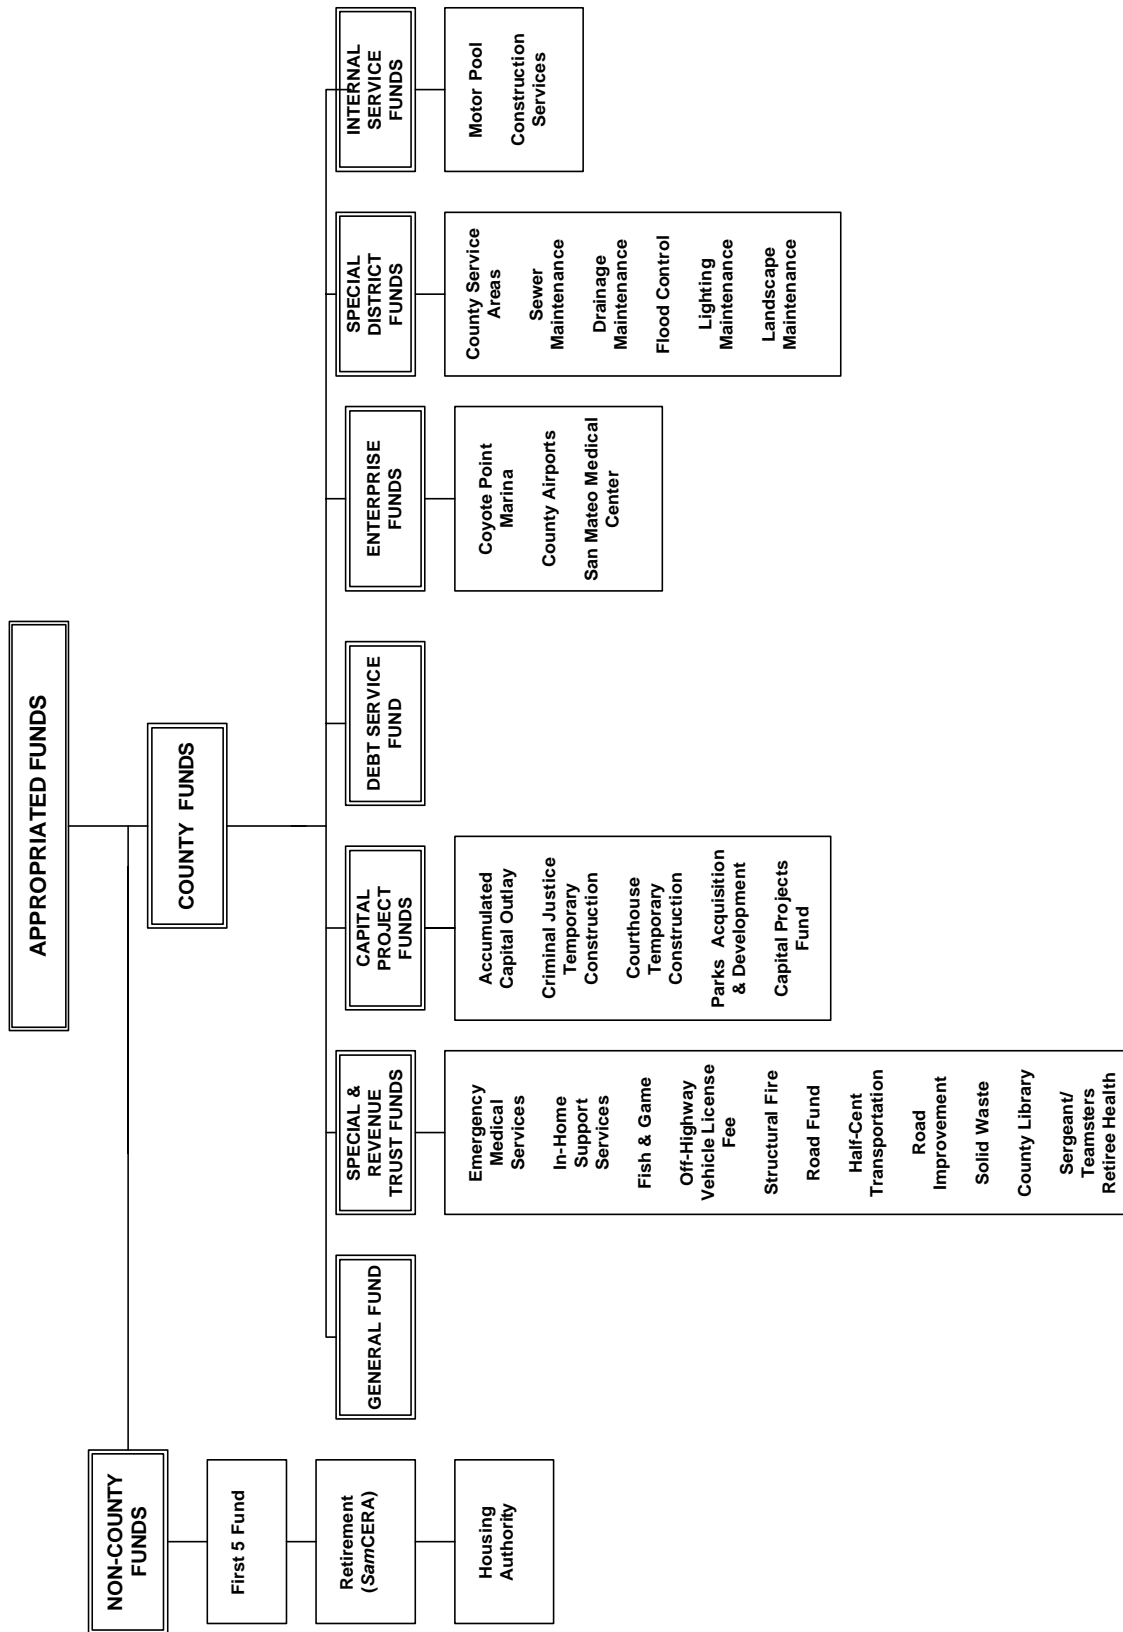 APPROPRIATED FUNDS
NON-COUNTY
FUNDS
COUNTY FUNDS
First 5 Fund
Retirement
(SamCERA)
Housing
Authority
GENERAL FUND
SPECIAL &
REVENUE
TRUST FUNDS
Emergency
Medical
Services
In-Home
Support
Services
Fish & Game
Off-Highway
Vehicle License
Fee
Structural Fire
Road Fund
Half-Cent
Transportation
Road
Improvement
Solid Waste
County Library
Sergeant/
Teamsters
Retiree Health
CAPITAL
PROJECT
FUNDS
Accumulated
Capital Outlay
Criminal Justice
Temporary
Construction
Courthouse
Temporary
Construction
Parks Acquisition
& Development
Capital Projects
Fund
DEBT SERVICE
FUND
ENTERPRISE
FUNDS
Coyote Point
Marina
County Airports
San Mateo Medical
Center
SPECIAL
DISTRICT
FUNDS
County Service
Areas
Sewer
Maintenance
Drainage
Maintenance
Flood Control
Lighting
Maintenance
Landscape
Maintenance
INTERNAL
SERVICE
FUNDS
Motor Pool
Construction
Services